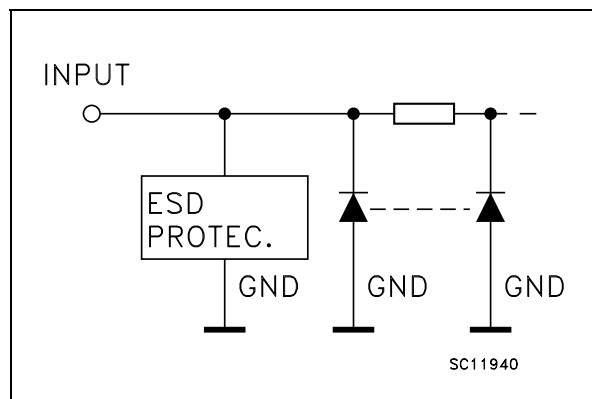 INPUT
ESD
PROTEC.
GND
GND
GND
SC11940